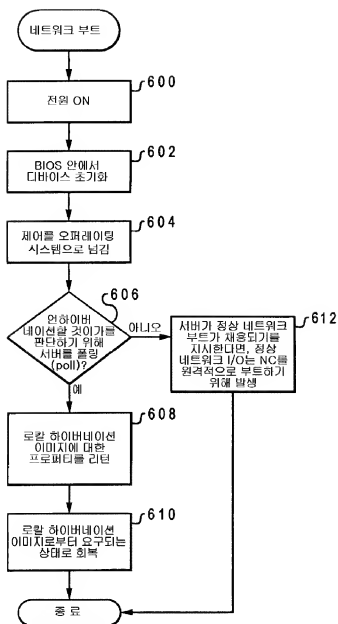 네트워크 부트
600
전원 ON
602
BIOS 안에서
디바이스 초기화
604
제어를 오퍼레이팅
시스템으로 넘김
606
언하이버
네이션할 것이가를
판단하기 위해
서버를 폴링
(poll)?
아니오
예
612
서버가 정상 네트워크
부트가 채용되기를
지시한다면, 정상
네트워크 I/O는 NC를
원격적으로 부트하기
위해 발생
608
로칼 하이버네이션
이미지에 대한
프로퍼티를 리턴
610
로칼 하이버네이션
이미지로부터 요구되는
상태로 회복
종 료